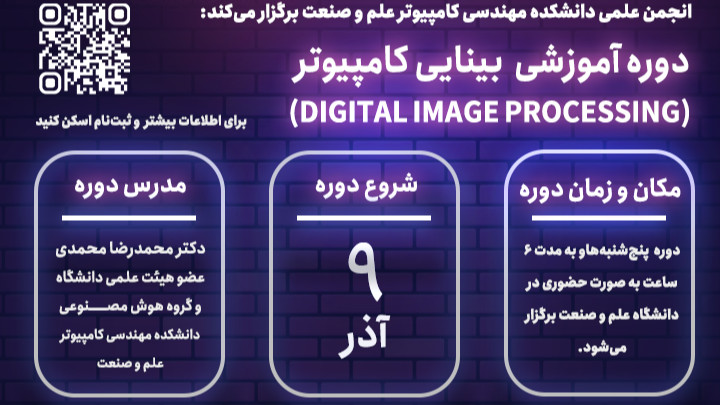 انجمن علمی دانشکده مهندسی کامپیوتر علم و صنعت برگزار می‌کند:
دوره آموزشی بینایی کامپیوتر
(DIGITAL IMAGE PROCESSING)
برای اطلاعات بیشتر و ثبت‌نام اسکن کنید
مکان و زمان دوره
دوره پنج‌شنبه‌هاو به مدت ۶
ساعت به صورت حضوری در
دانشگاه علم و صنعت برگزار
می‌شود.
شروع دوره
۹
آذر
مدرس دوره
دکتر محمدرضا محمدی
عضو هیئت علمی دانشگاه
و گروه هوش مصـــنوعی
دانشکده مهندسی کامپیوتر
علم و صنعت